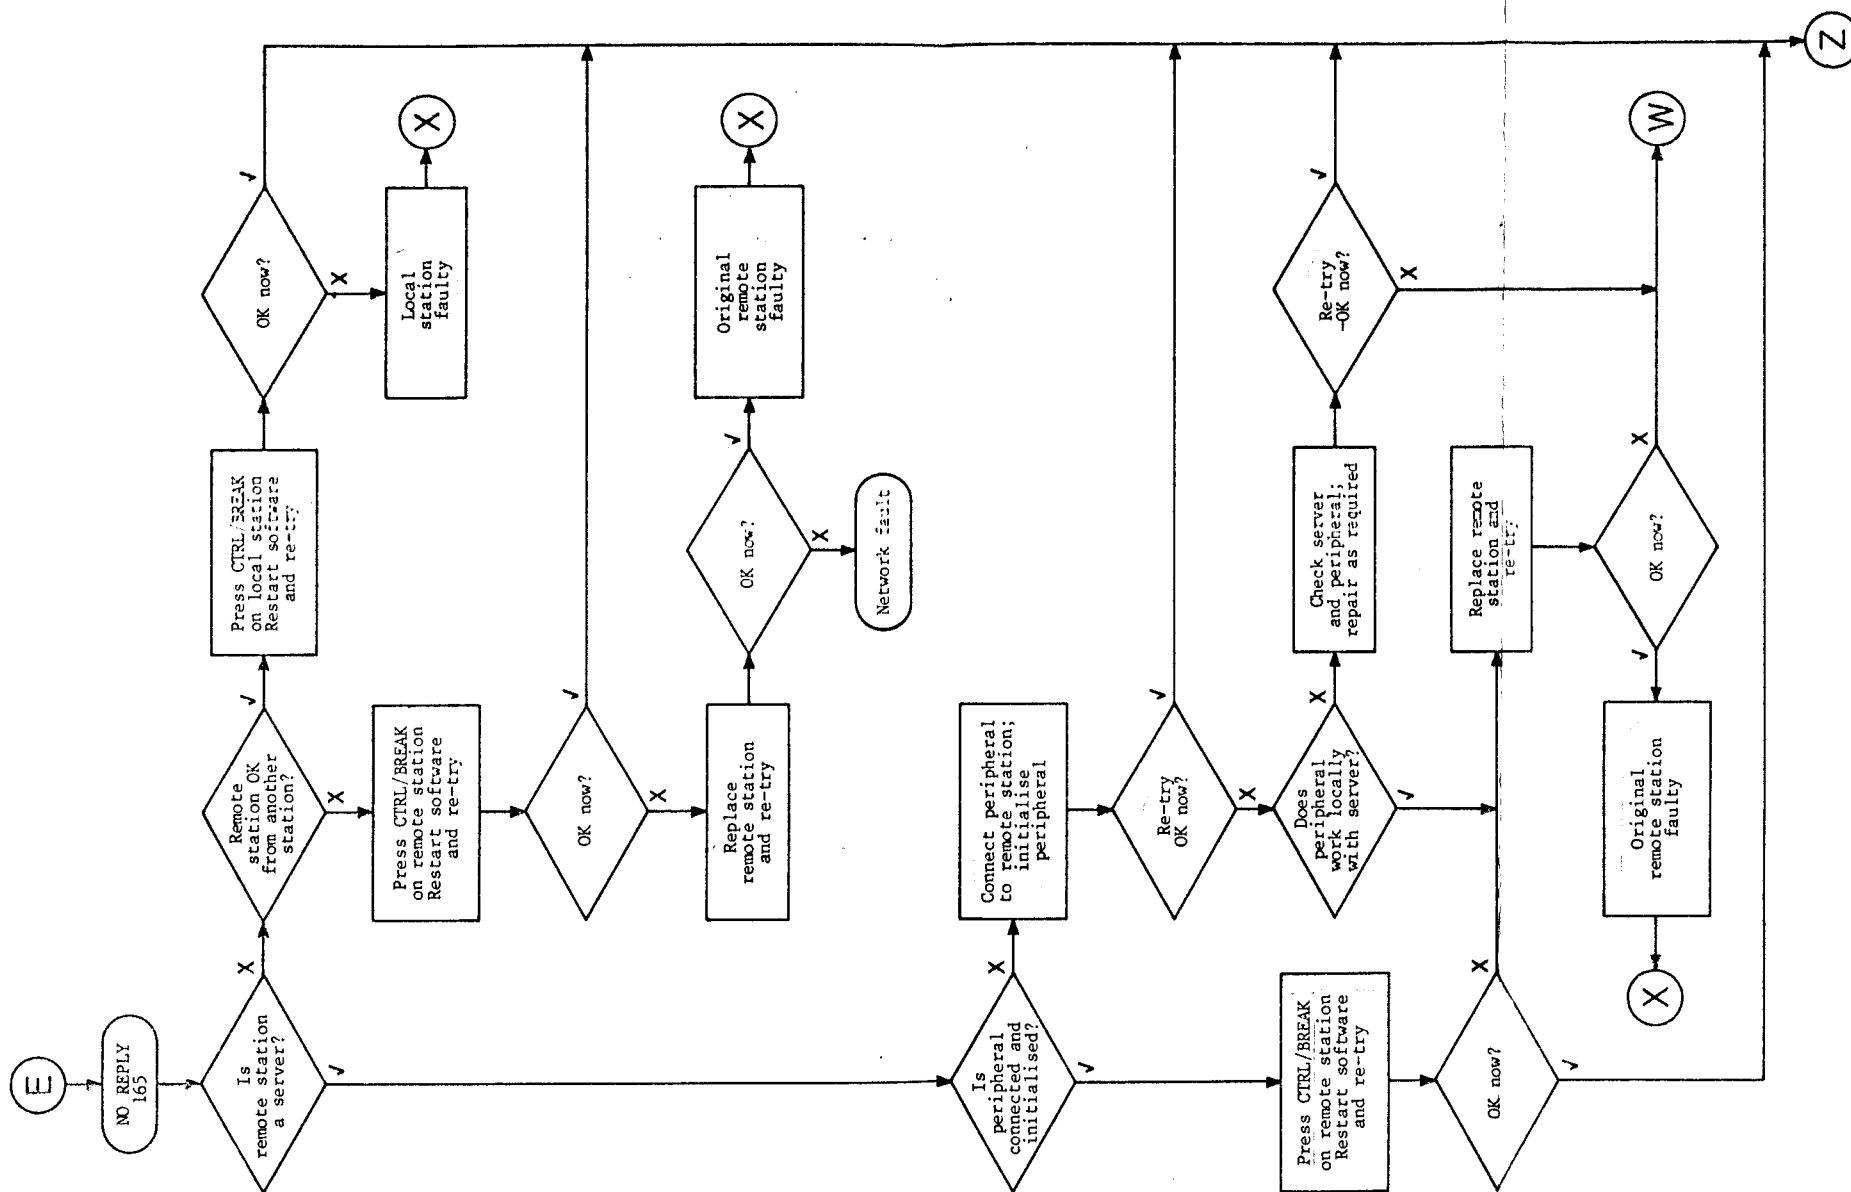 E
NO REPLY
165
Is
remote station
a server?
X
√
Remote
station OK
from another
station?
√
X
Press CTRL/BREAK
on local station
Restart software
and re-try
OK now?
√
X
Local
station
faulty
X
Press CTRL/BREAK
on remote station
Restart software
and re-try
OK now?
√
X
Replace
remote station
and re-try
OK now?
√
X
Original
remote
station
faulty
X
Network fault
Is
peripheral
connected and
initialised?
X
√
Connect peripheral
to remote station;
initialise
peripheral
Re-try
OK now?
√
X
Does
peripheral
work locally
with server?
X
√
Check server
and peripheral;
repair as required
Re-try
-OK now?
√
X
Press CTRL/BREAK
on remote station
Restart software
and re-try
OK now?
X
√
Replace remote
station and
re-try
OK now?
X
√
W
Original
remote station
faulty
X
Z